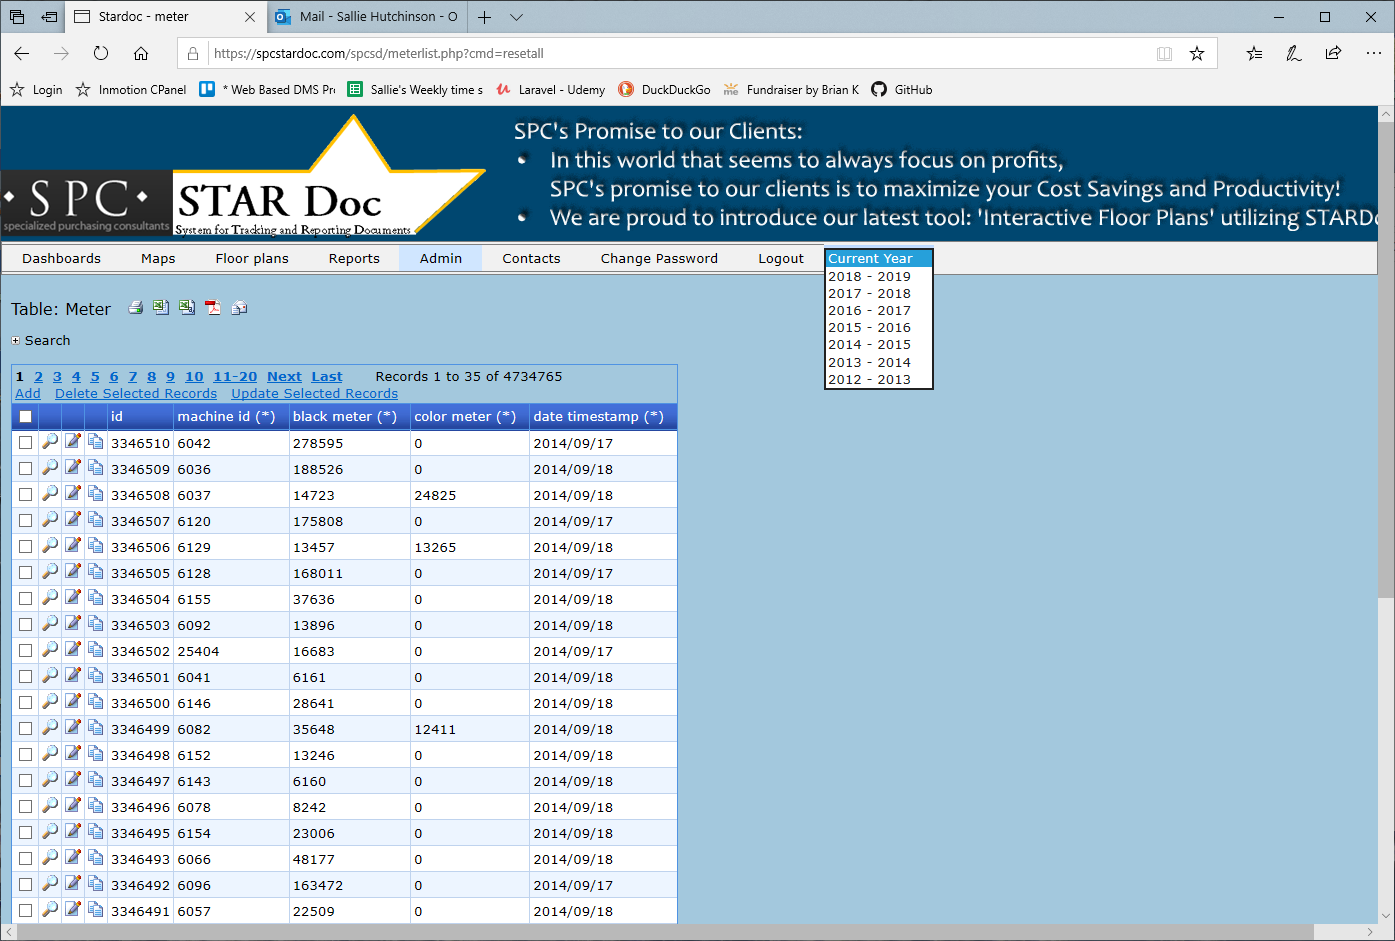 Stardoc - meter
Mail - Sallie Hutchinson - O
https://spcstardoc.com/spcsd/meterlist.php?cmd=resetall
Login
Inmotion CPanel
* Web Based DMS Pr
Sallie's Weekly time s
Laravel - Udemy
DuckDuckGo
me
Fundraiser by Brian K
GitHub
SPC
specialized purchasing consultants
STAR Doc
System for Tracking and Reporting Documents
SPC's Promise to our Clients:
• In this world that seems to always focus on profits,
SPC's promise to our clients is to maximize your Cost Savings and Productivity!
• We are proud to introduce our latest tool: 'Interactive Floor Plans' utilizing STARDo
Dashboards Maps Floor plans Reports Admin Contacts Change Password Logout
Current Year
2018 - 2019
2017 - 2018
2016 - 2017
2015 - 2016
2014 - 2015
2013 - 2014
2012 - 2013
Table: Meter
Search
1 2 3 4 5 6 7 8 9 10 11-20 Next Last Records 1 to 35 of 4734765
Add Delete Selected Records Update Selected Records
id machine id (*) black meter (*) color meter (*) date timestamp (*)
3346510 6042 278595 0 2014/09/17
3346509 6036 188526 0 2014/09/18
3346508 6037 14723 24825 2014/09/18
3346507 6120 175808 0 2014/09/17
3346506 6129 13457 13265 2014/09/18
3346505 6128 168011 0 2014/09/17
3346504 6155 37636 0 2014/09/18
3346503 6092 13896 0 2014/09/18
3346502 25404 16683 0 2014/09/17
3346501 6041 6161 0 2014/09/18
3346500 6146 28641 0 2014/09/18
3346499 6082 35648 12411 2014/09/18
3346498 6152 13246 0 2014/09/18
3346497 6143 6160 0 2014/09/18
3346496 6078 8242 0 2014/09/18
3346495 6154 23006 0 2014/09/18
3346493 6066 48177 0 2014/09/18
3346492 6096 163472 0 2014/09/17
3346491 6057 22509 0 2014/09/18